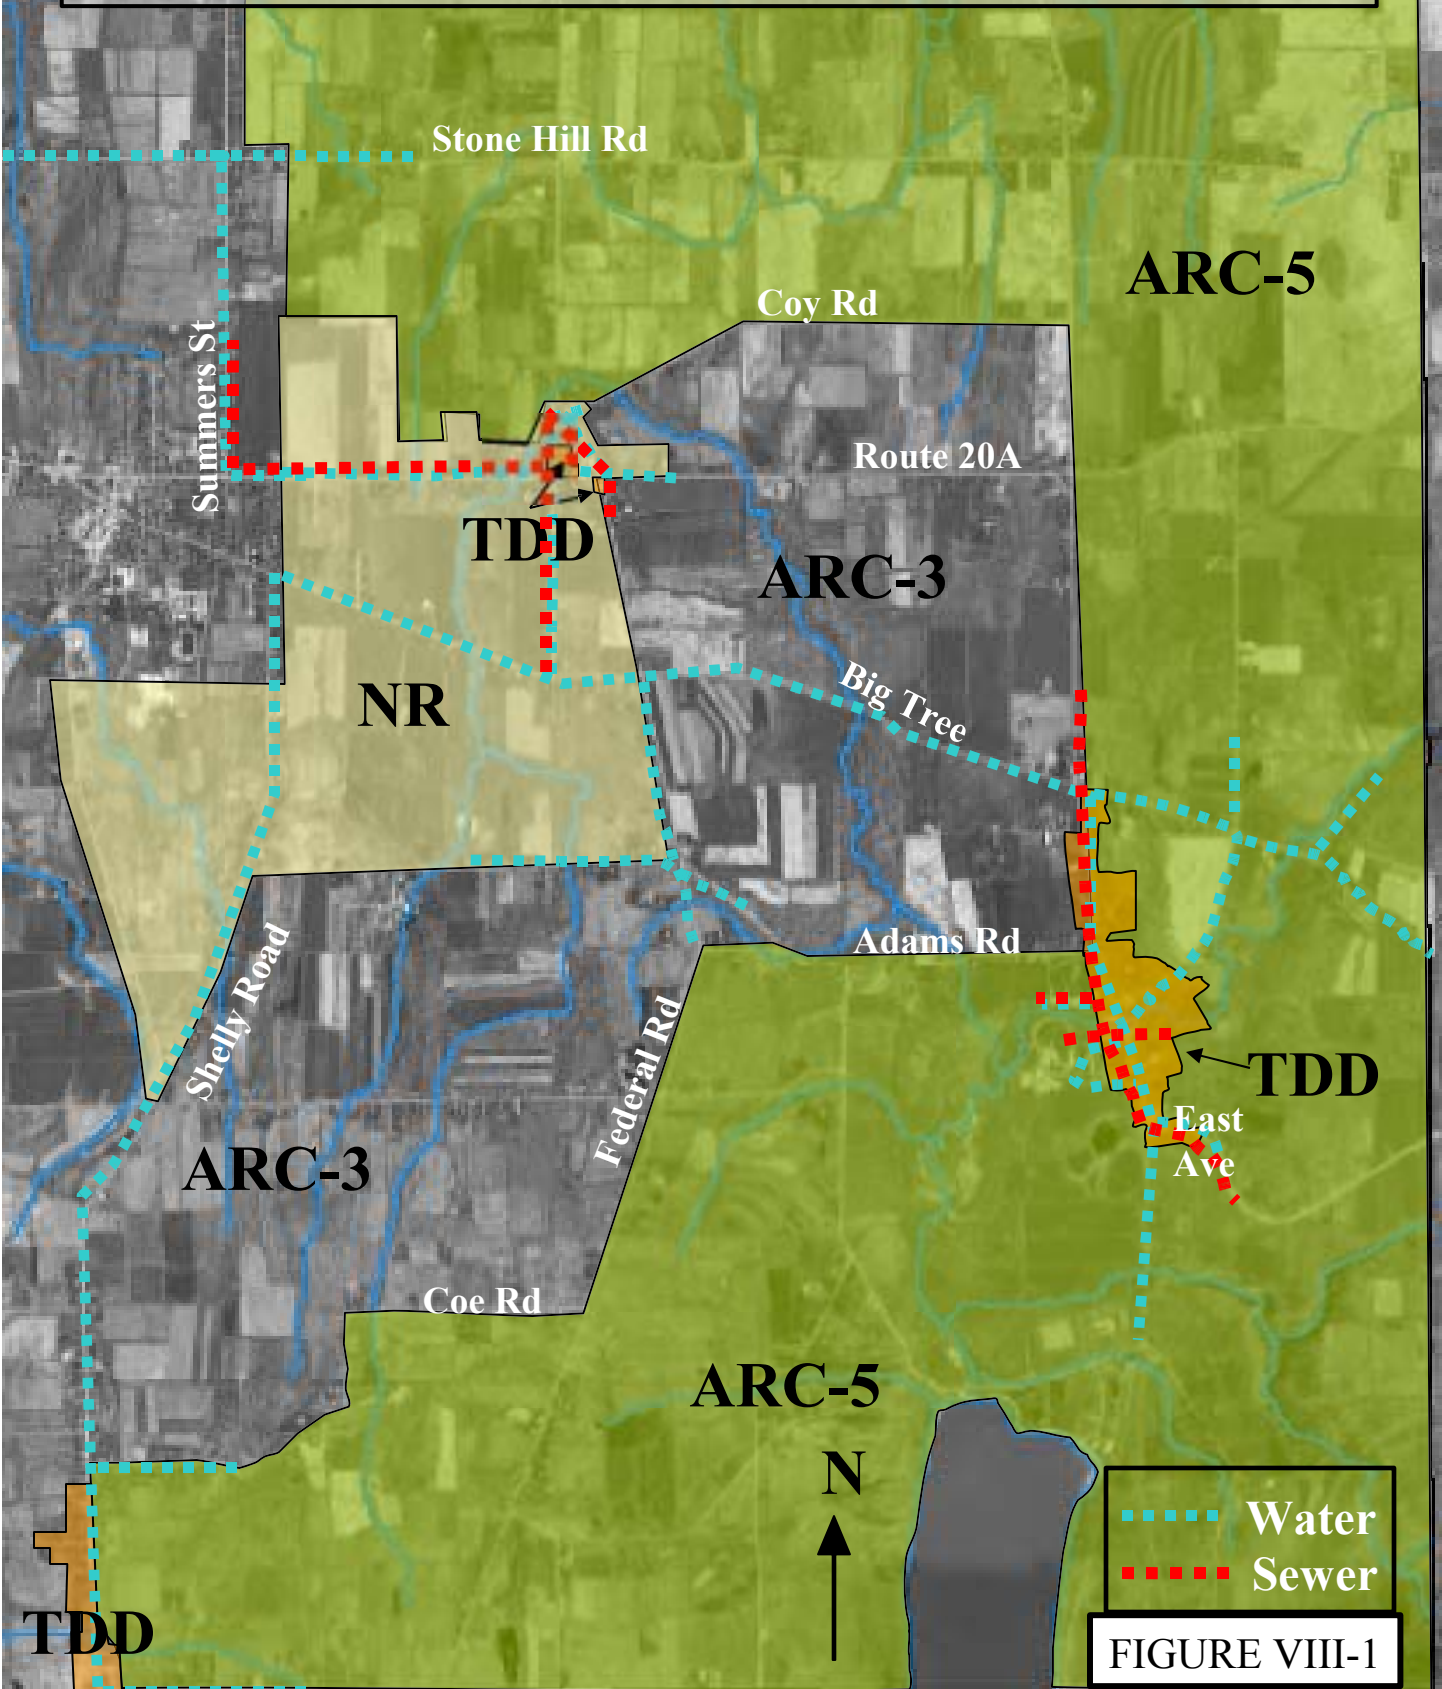 Stone Hill Rd
ARC-5
Coy Rd
Summers St
Route 20A
TDD
ARC-3
Big Tree
NR
Adams Rd
Shelly Road
Federal Rd
TDD
East
Ave
ARC-3
Coe Rd
ARC-5
N
Water
Sewer
TDD
FIGURE VIII-1